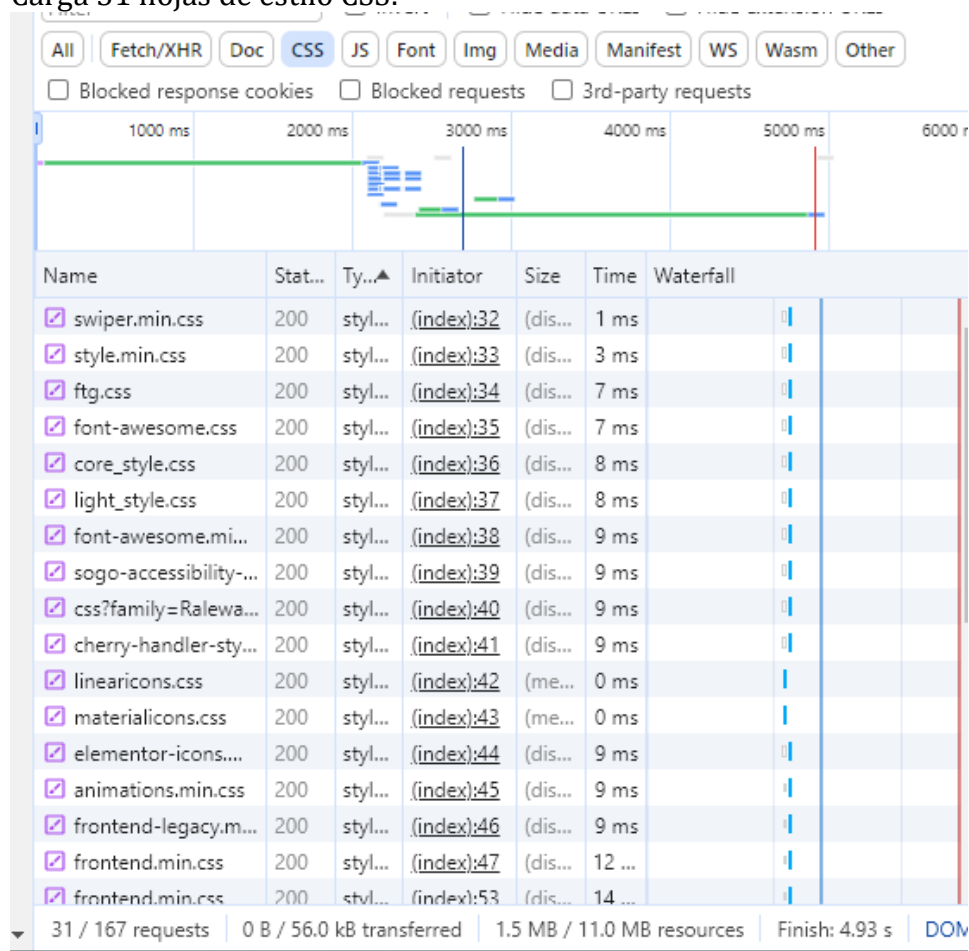 Carga 31 hojas de estilo CSS.
All Fetch/XHR Doc CSS JS Font Img Media Manifest WS Wasm Other
Blocked response cookies Blocked requests 3rd-party requests
1000 ms 2000 ms 3000 ms 4000 ms 5000 ms 6000
Name Stat... Ty... Initiator Size Time Waterfall
swiper.min.css 200 styl... (index):32 (dis... 1 ms
style.min.css 200 styl... (index):33 (dis... 3 ms
ftg.css 200 styl... (index):34 (dis... 7 ms
font-awesome.css 200 styl... (index):35 (dis... 7 ms
core_style.css 200 styl... (index):36 (dis... 8 ms
light_style.css 200 styl... (index):37 (dis... 8 ms
font-awesome.mi... 200 styl... (index):38 (dis... 9 ms
sogo-accessibility-... 200 styl... (index):39 (dis... 9 ms
css?family=Ralewa... 200 styl... (index):40 (dis... 9 ms
cherry-handler-sty... 200 styl... (index):41 (dis... 9 ms
linearicons.css 200 styl... (index):42 (me... 0 ms
materialicons.css 200 styl... (index):43 (me... 0 ms
elementor-icons.... 200 styl... (index):44 (dis... 9 ms
animations.min.css 200 styl... (index):45 (dis... 9 ms
frontend-legacy.m... 200 styl... (index):46 (dis... 9 ms
frontend.min.css 200 styl... (index):47 (dis... 12 ...
frontend.min.css 200 styl... (index):53 (dis... 14 ...
31 / 167 requests 0 B / 56.0 kB transferred 1.5 MB / 11.0 MB resources Finish: 4.93 s DOM